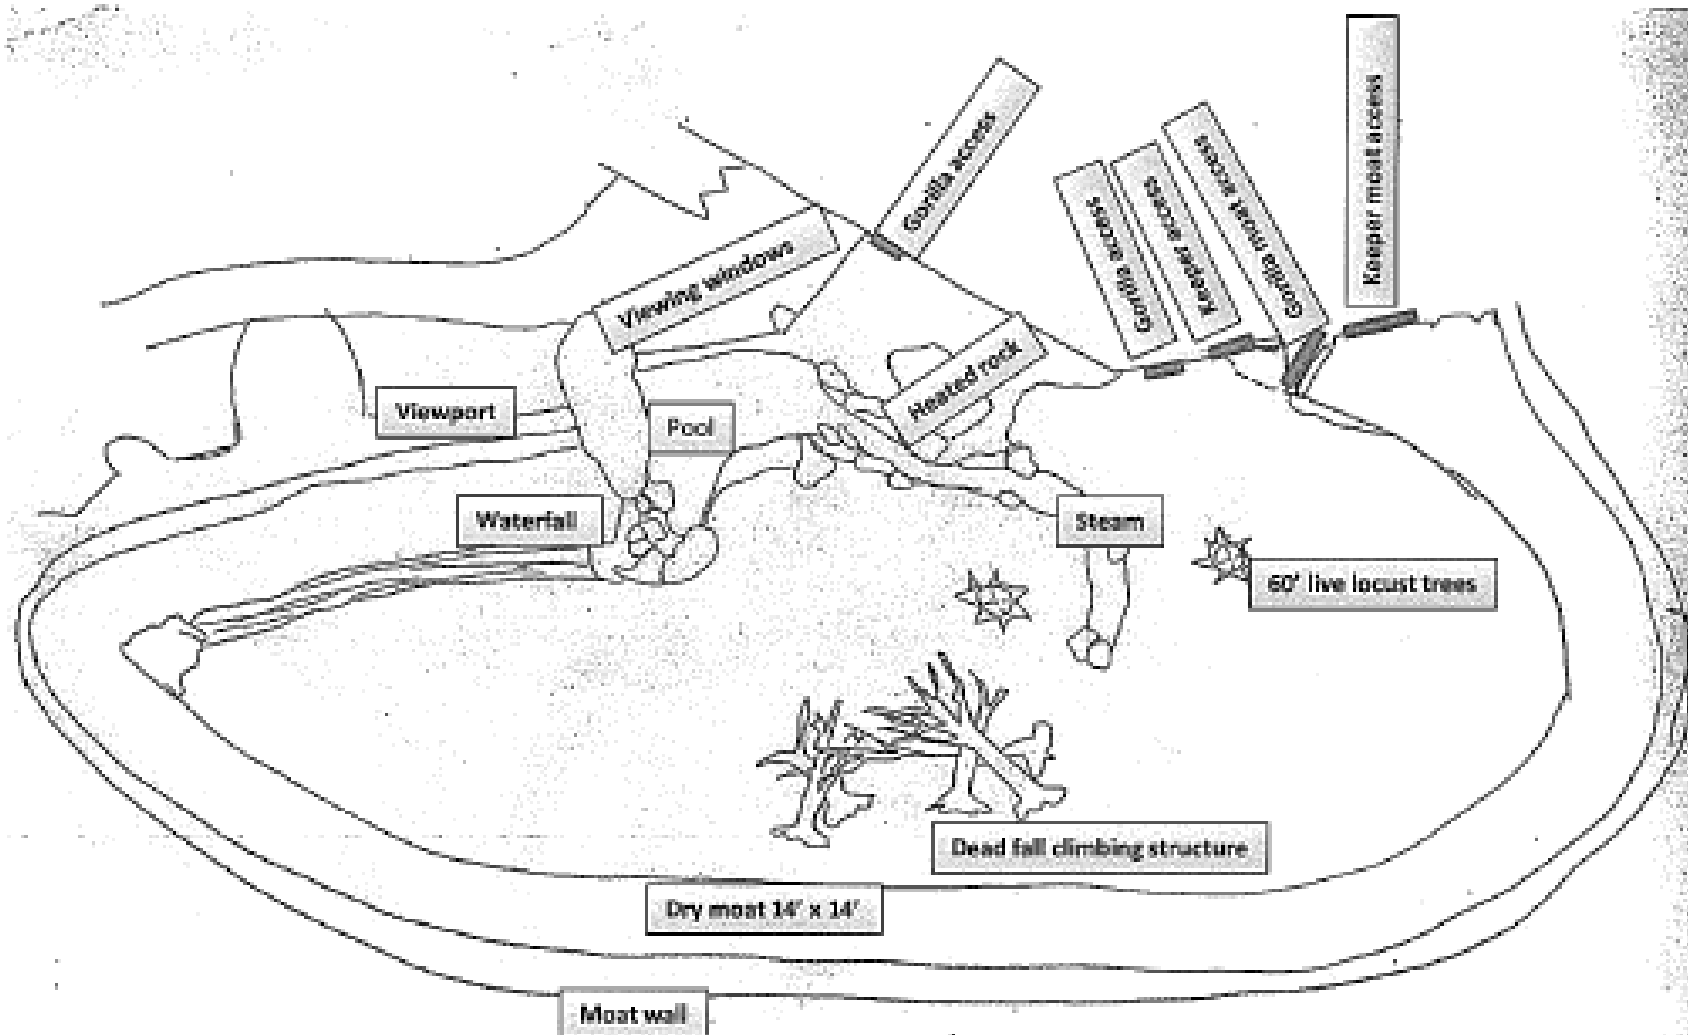 Keeper moat access
Gorilla access
Gorilla moat access
Keeper access
Gorilla access
Viewing windows
Heated rock
Viewport
Pool
Waterfall
Steam
60' live locust trees
Dead fall climbing structure
Dry moat 14' x 14'
Moat wall